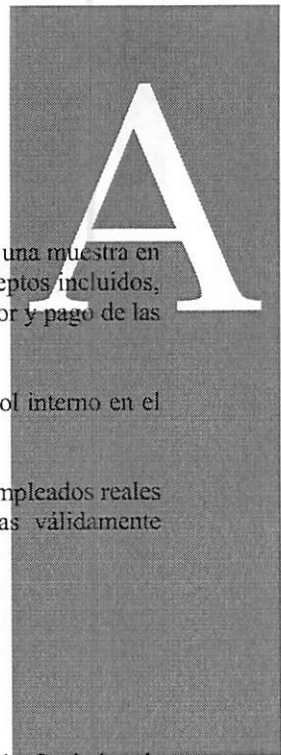 A
una muestra en
eptos incluidos,
or y pago de las
ol interno en el
mpleados reales
as válidamente